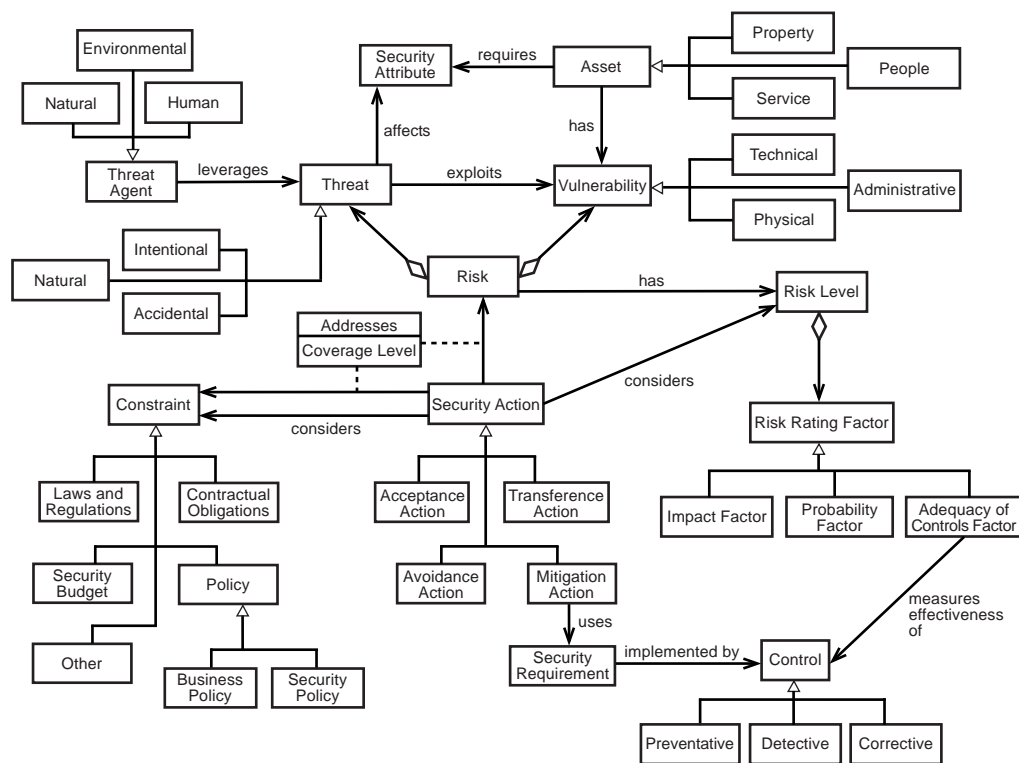 Environmental
Natural
Human
Threat
Agent
leverages
Security
Attribute
requires
Asset
Property
People
Service
affects
has
Threat
exploits
Vulnerability
Technical
Administrative
Physical
Intentional
Natural
Accidental
Risk
has
Risk Level
Addresses
Coverage Level
considers
Constraint
considers
Security Action
Risk Rating Factor
Laws and
Regulations
Contractual
Obligations
Acceptance
Action
Transference
Action
Impact Factor
Probability
Factor
Adequacy of
Controls Factor
Security
Budget
Policy
Avoidance
Action
Mitigation
Action
measures
effectiveness
of
uses
Other
Business
Policy
Security
Policy
Security
Requirement
implemented by
Control
Preventative
Detective
Corrective